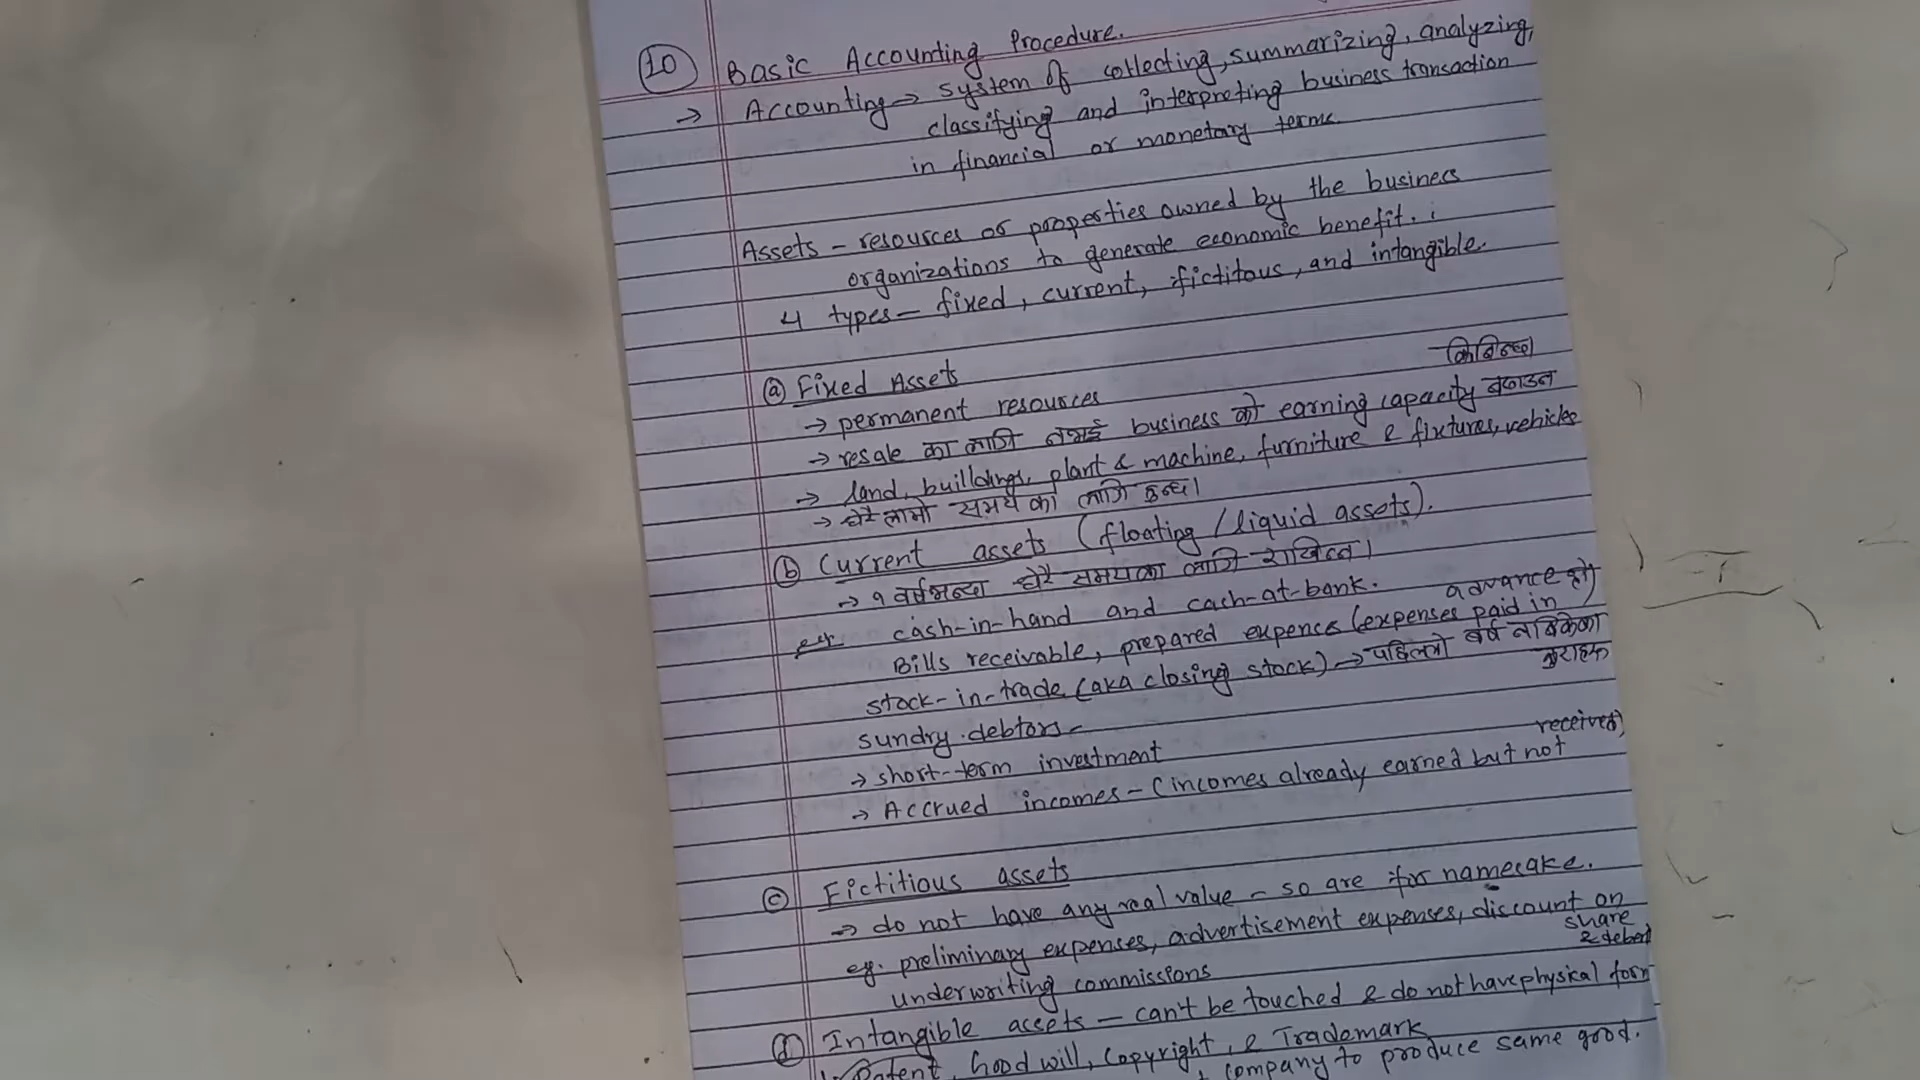 10 Basic Accounting Procedure.
→ Accounting → system of collecting, summarizing, analyzing,
classifying and interpreting business transaction
in financial or monetary terms.
Assets - resources or properties owned by the business
organizations to generate economic benefit.
4 types - fixed, current, fictitous, and intangible.
ⓐ Fixed Assets
→ permanent resources
किनिन्छ।
→ resale का लागि नभई business को earning capacity बढाउन
→ land, buildings, plant & machine, furniture & fixtures, vehicles
→ धेरै लामो समय का लागि हुन्छ।
ⓑ Current assets (floating / liquid assets).
→ १ वर्षभन्दा समयका लागि
eg. cash-in-hand and cash-at-bank.
Bills receivable, prepared expences (expenses paid in advance हो)
stock-in-trade (aka closing stock) → वर्ष नबिकेका
sundry debtors -
→ short-term investment
→ Accrued incomes - (incomes already earned but not received)
ⓒ Fictitious assets
→ do not have any real value - so are for namesake.
eg. preliminary expenses, advertisement expenses, discount on share
underwriting commissions
ⓓ Intangible assets - can't be touched & do not have physical form
Patent, Goodwill, Copyright, & Trademark
company to produce same good.